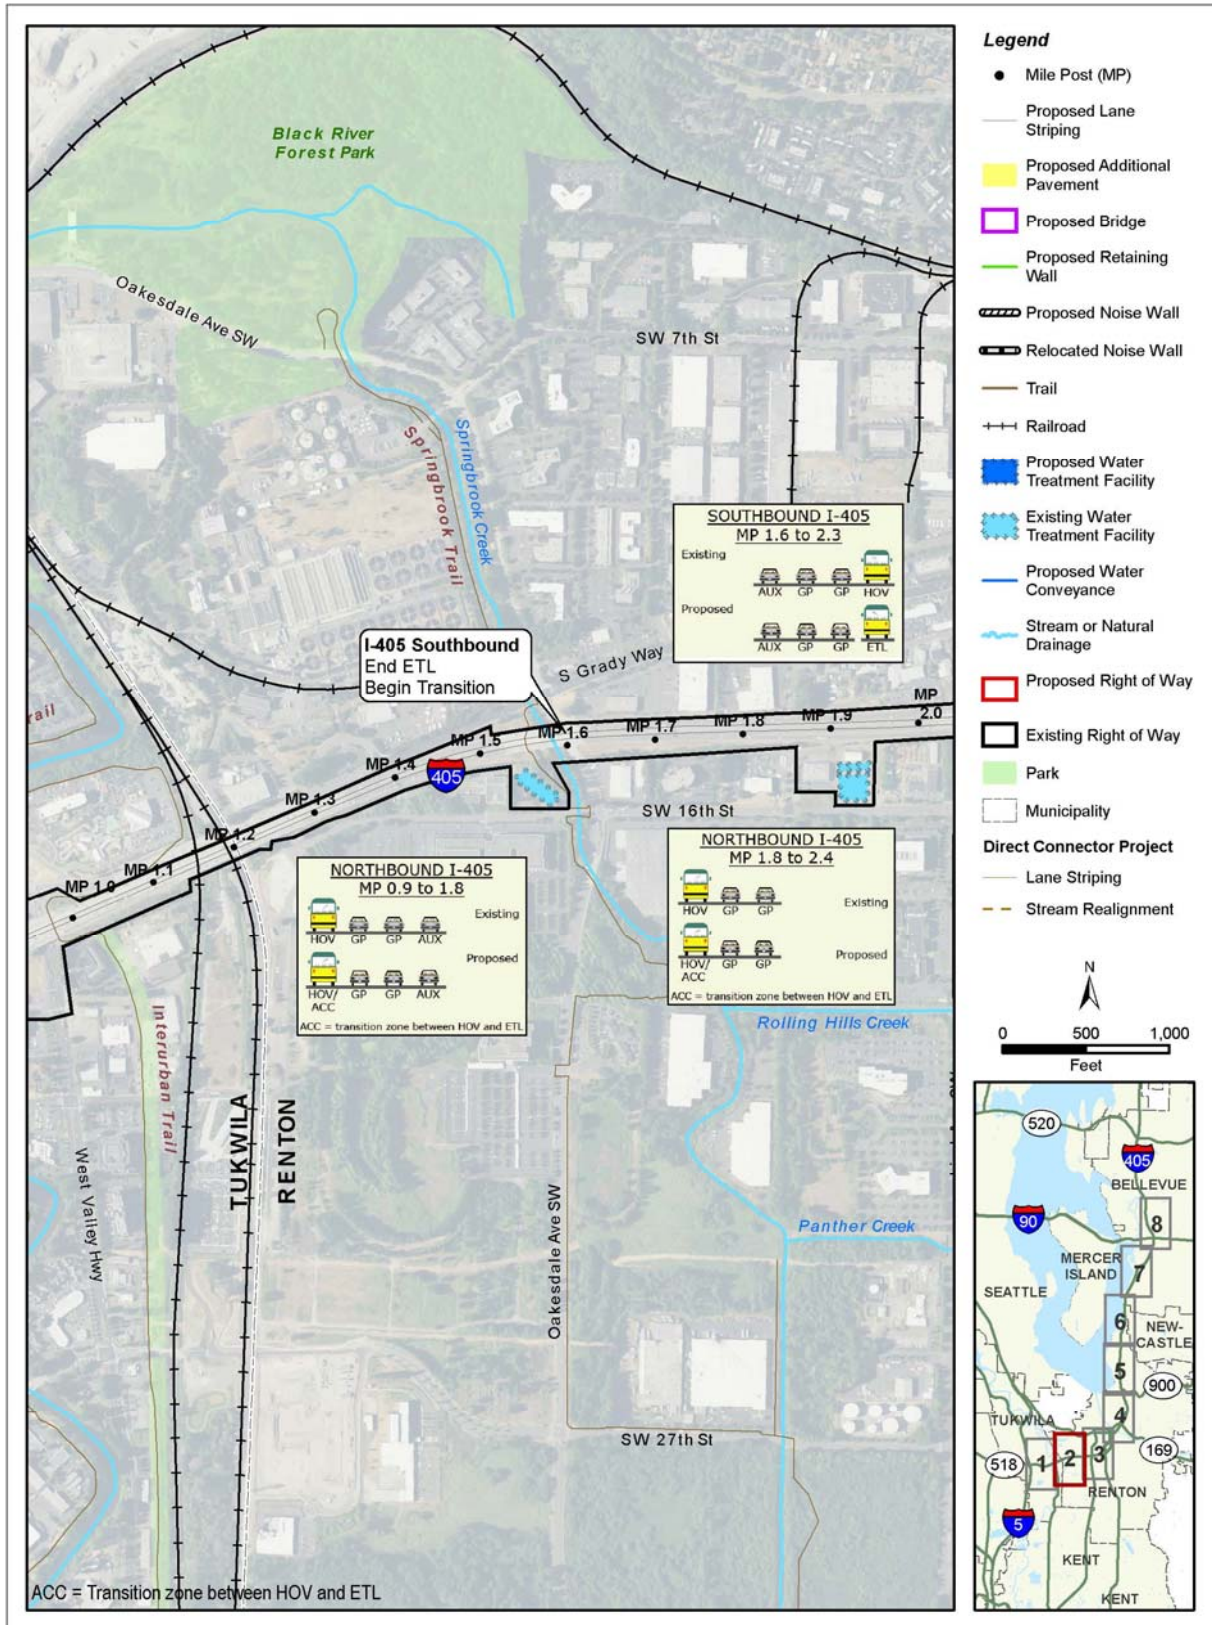 Black River
Forest Park
Oakesdale Ave SW
SW 7th St
Springbrook Trail
Springbrook Creek
SOUTHBOUND I-405
MP 1.6 to 2.3
Existing
AUX GP GP HOV
Proposed
AUX GP GP ETL
I-405 Southbound
End ETL
Begin Transition
S Grady Way
rail
MP 1.0
MP 1.1
MP 1.2
MP 1.3
MP 1.4
MP 1.5
MP 1.6
MP 1.7
MP 1.8
MP 1.9
MP
2.0
405
SW 16th St
NORTHBOUND I-405
MP 0.9 to 1.8
Existing
HOV GP GP AUX
Proposed
HOV/
ACC
GP GP AUX
ACC = transition zone between HOV and ETL
NORTHBOUND I-405
MP 1.8 to 2.4
Existing
HOV GP GP
Proposed
HOV/
ACC
GP GP
ACC = transition zone between HOV and ETL
Rolling Hills Creek
Interurban Trail
TUKWILA
RENTON
West Valley Hwy
Oakesdale Ave SW
Panther Creek
SW 27th St
ACC = Transition zone between HOV and ETL
Legend
Mile Post (MP)
Proposed Lane
Striping
Proposed Additional
Pavement
Proposed Bridge
Proposed Retaining
Wall
Proposed Noise Wall
Relocated Noise Wall
Trail
Railroad
Proposed Water
Treatment Facility
Existing Water
Treatment Facility
Proposed Water
Conveyance
Stream or Natural
Drainage
Proposed Right of Way
Existing Right of Way
Park
Municipality
Direct Connector Project
Lane Striping
Stream Realignment
N
0 500 1,000
Feet
520
405
BELLEVUE
90
8
MERCER
ISLAND
7
SEATTLE
6
NEW-
CASTLE
5
900
4
TUKWILA
518
1
2
3
169
RENTON
5
KENT
KENT